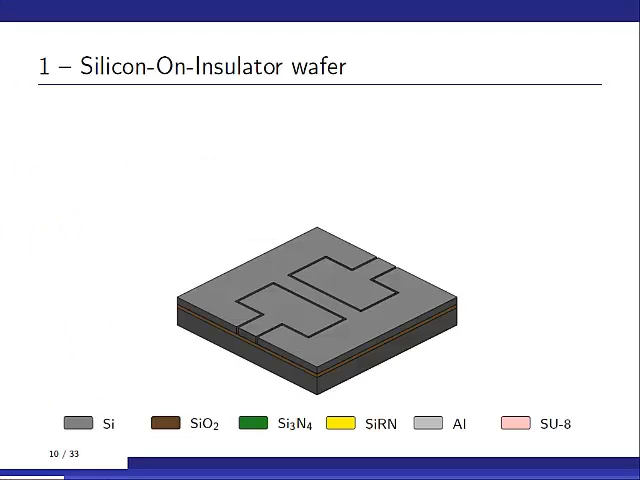 1 – Silicon-On-Insulator wafer
Si SiO₂ Si₃N₄ SiRN Al SU-8
10 / 33